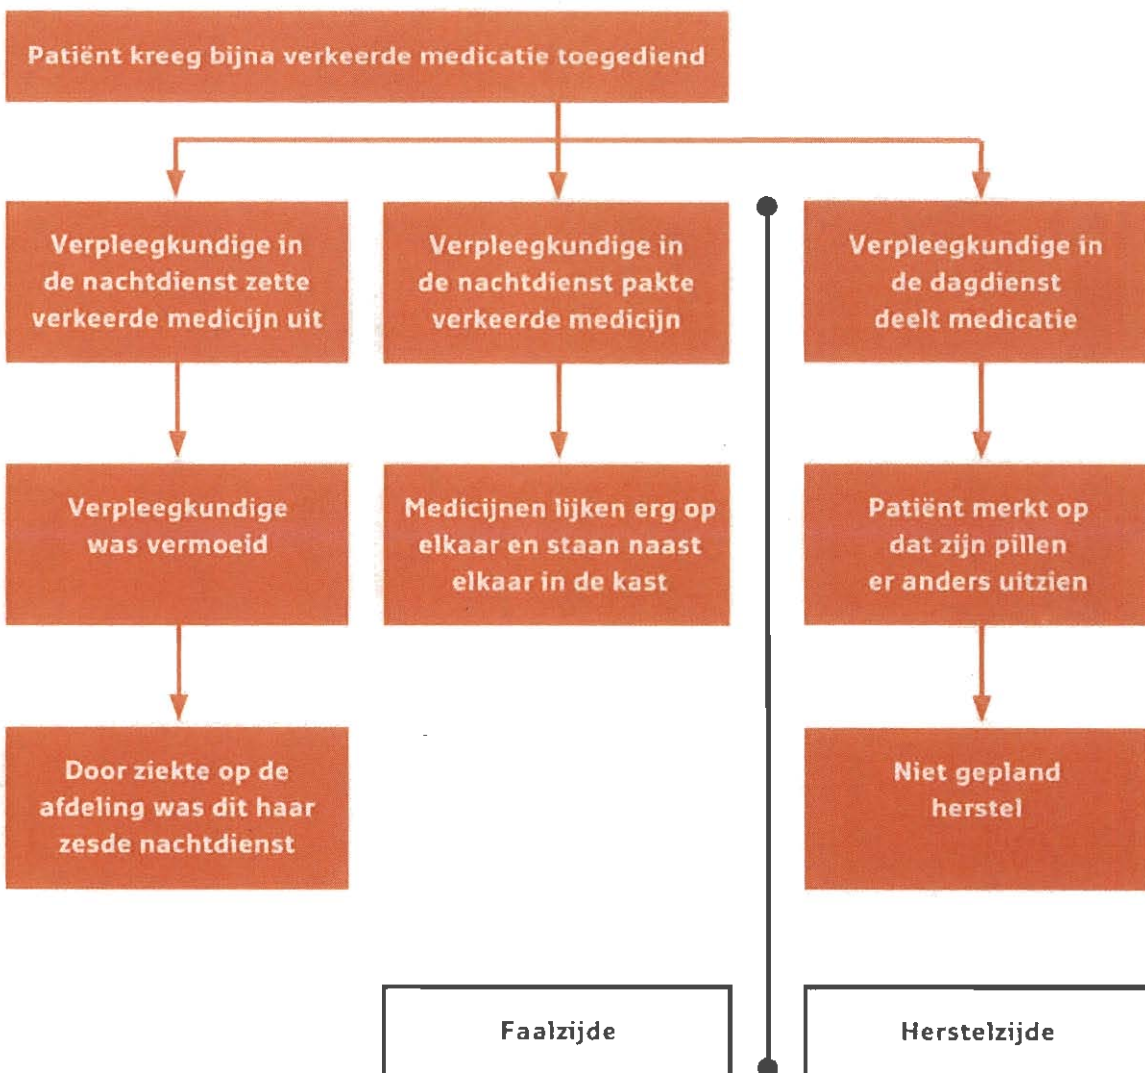 Patiënt kreeg bijna verkeerde medicatie toegediend
Verpleegkundige in
de nachtdienst zette
verkeerde medicijn uit
Verpleegkundige in
de nachtdienst pakte
verkeerde medicijn
Verpleegkundige in
de dagdienst
deelt medicatie
Verpleegkundige
was vermoeid
Medicijnen lijken erg op
elkaar en staan naast
elkaar in de kast
Patiënt merkt op
dat zijn pillen
er anders uitzien
Door ziekte op de
afdeling was dit haar
zesde nachtdienst
Niet gepland
herstel
Faalzijde
Herstelzijde